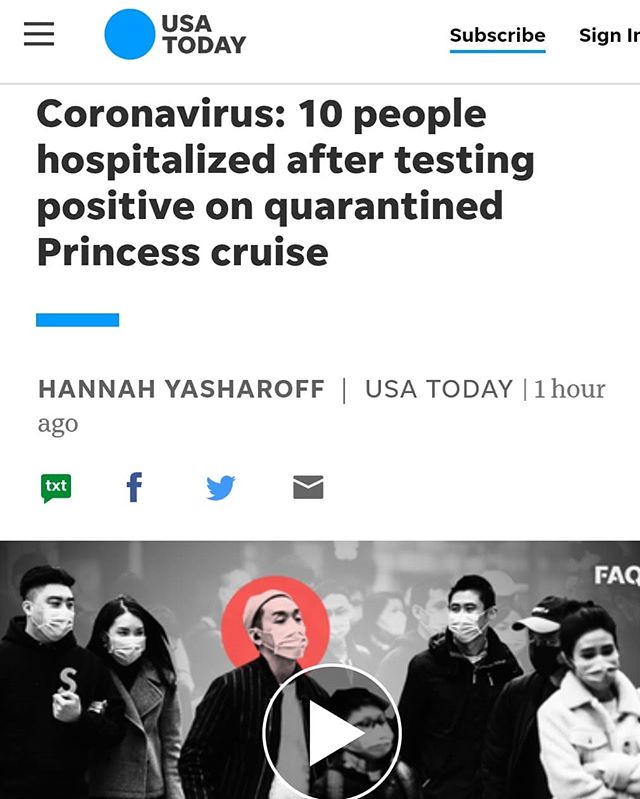 USA
TODAY
Subscribe
Sign I
Coronavirus: 10 people
hospitalized after testing
positive on quarantined
Princess cruise
HANNAH YASHAROFF | USA TODAY | 1 hour
ago
txt
FAQ
S